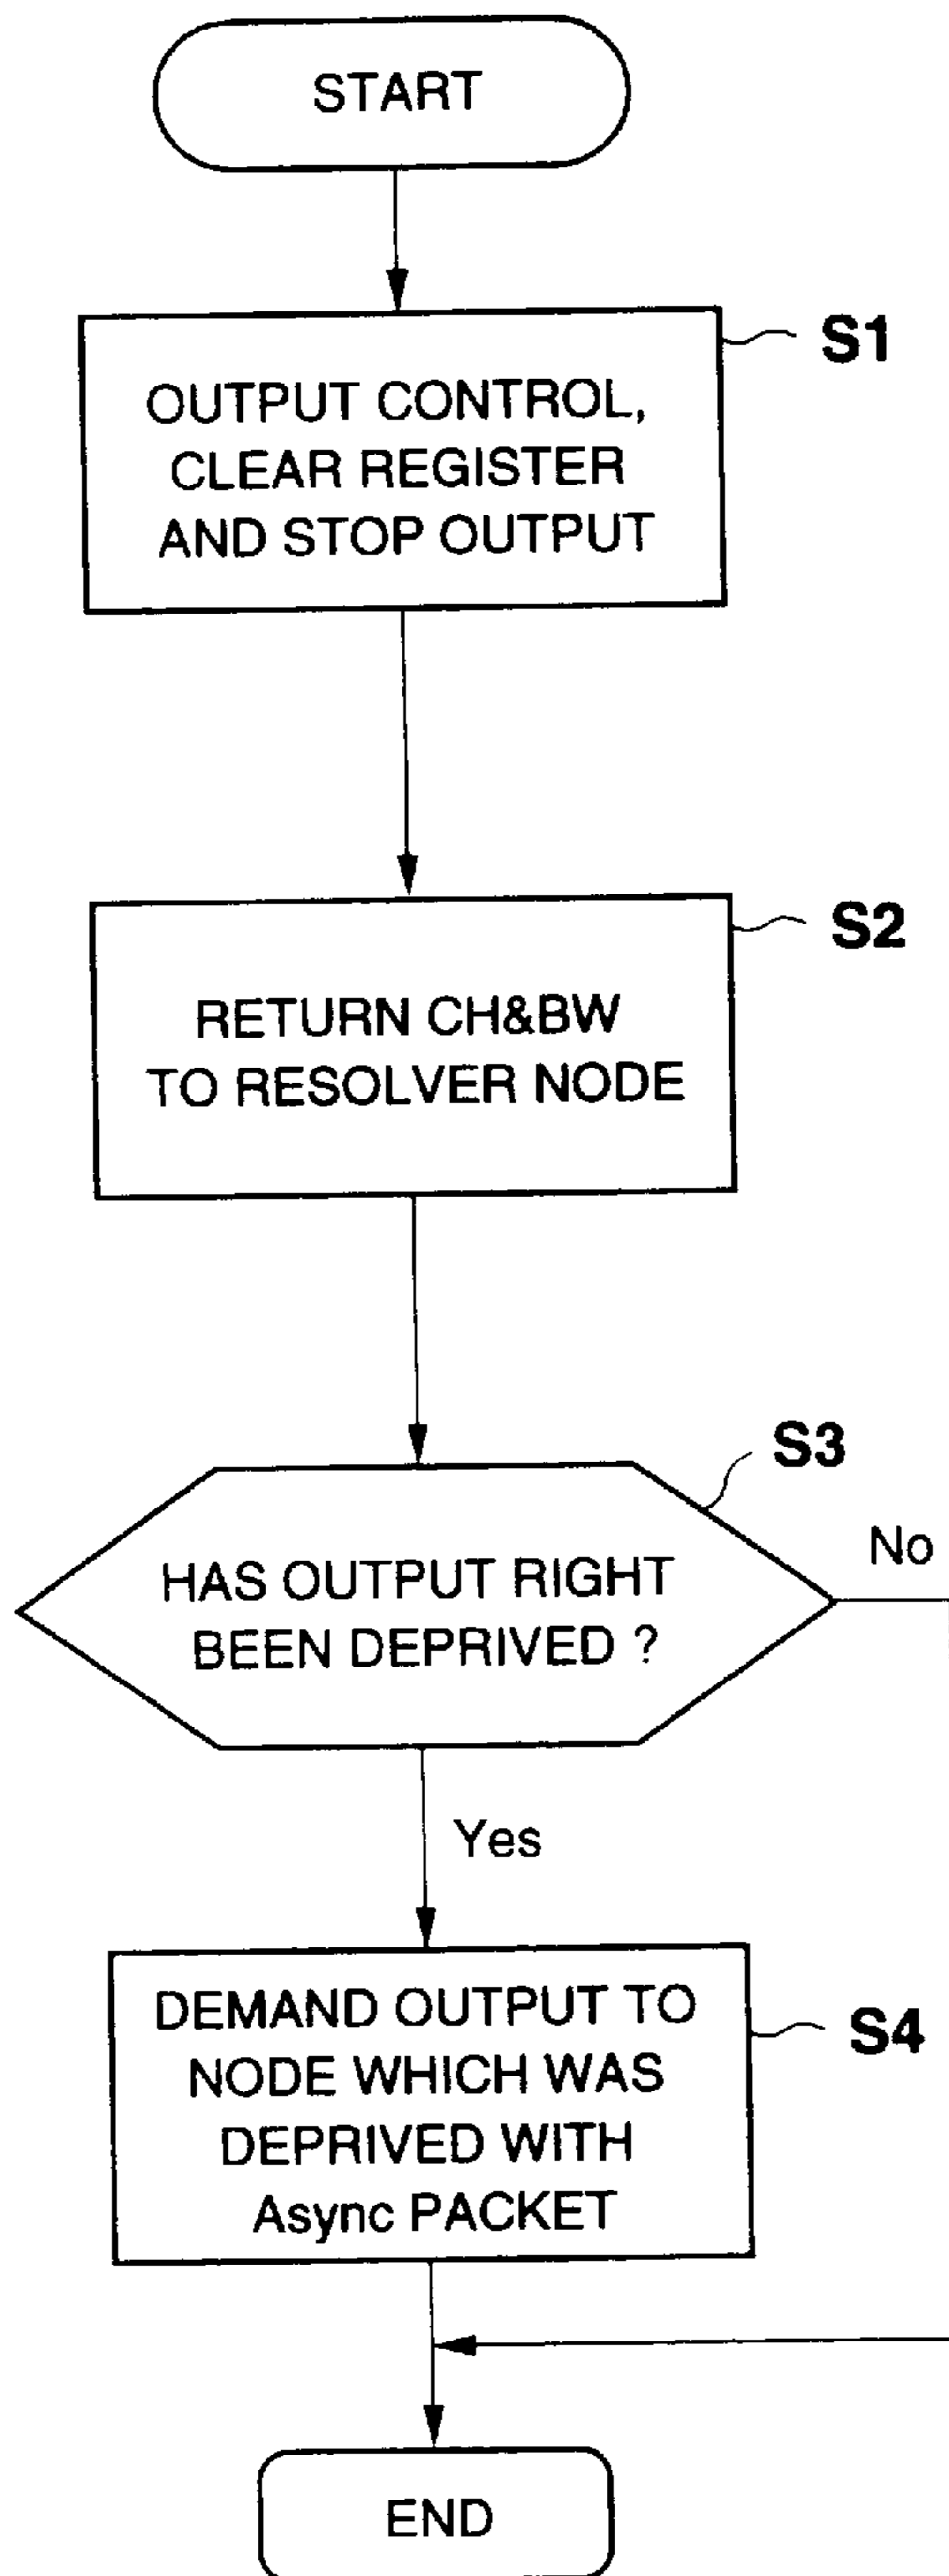 START
S1
OUTPUT CONTROL,
CLEAR REGISTER
AND STOP OUTPUT
S2
RETURN CH&BW
TO RESOLVER NODE
S3
No
HAS OUTPUT RIGHT
BEEN DEPRIVED ?
Yes
DEMAND OUTPUT TO
S4
NODE WHICH WAS
DEPRIVED WITH
Async PACKET
END